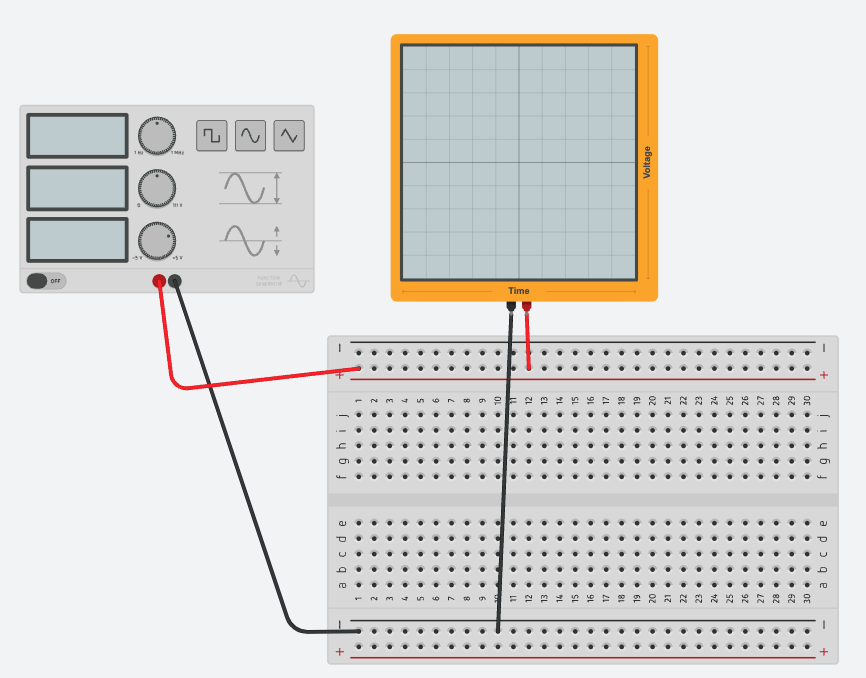 Voltage
1 Hz 1 MHz
0 10 V
-5 V +5 V
OFF
FUNCTION
GENERATOR
Time
− −
+ +
1 2 3 4 5 6 7 8 9 10 11 12 13 14 15 16 17 18 19 20 21 22 23 24 25 26 27 28 29 30
j j
i i
h h
g g
f f
e e
d d
c c
b b
a a
1 2 3 4 5 6 7 8 9 10 11 12 13 14 15 16 17 18 19 20 21 22 23 24 25 26 27 28 29 30
− −
+ +